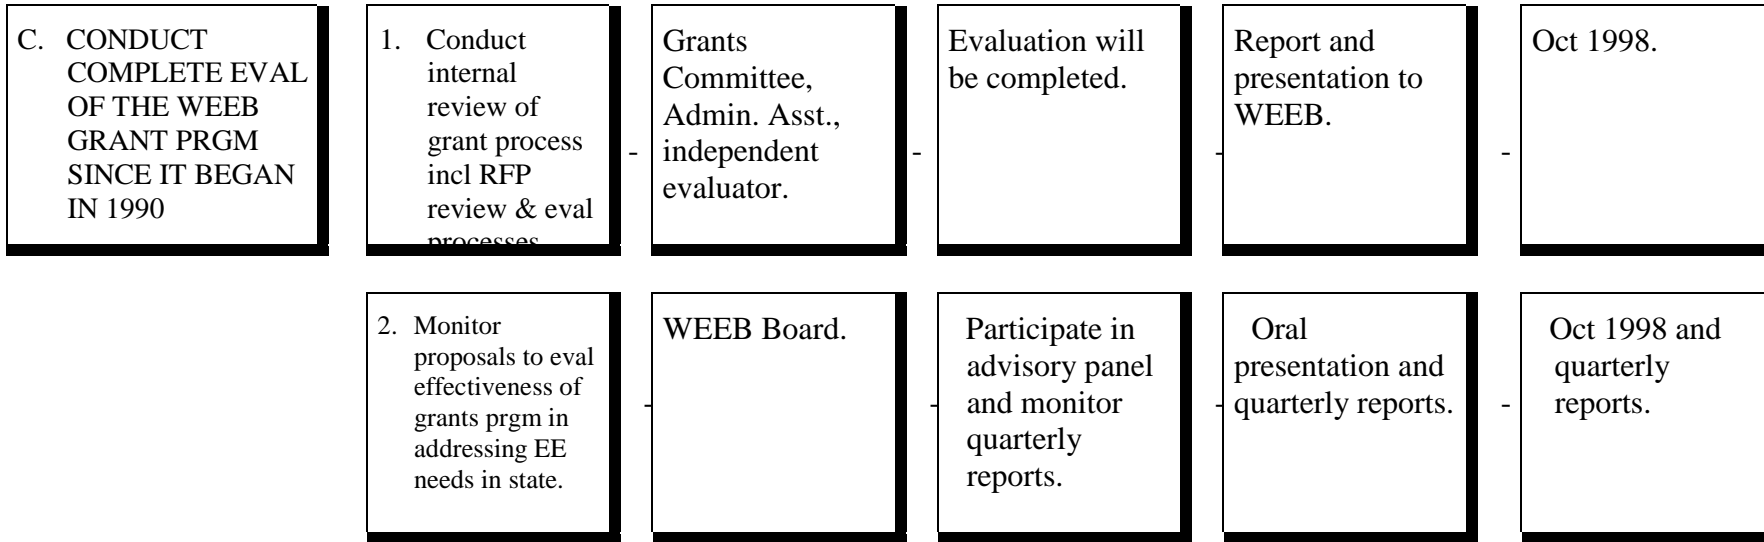 C. CONDUCT
COMPLETE EVAL
OF THE WEEB
GRANT PRGM
SINCE IT BEGAN
IN 1990
1. Conduct
internal
review of
grant process
incl RFP
review & eval
processes
-
Grants
Committee,
Admin. Asst.,
independent
evaluator.
-
Evaluation will
be completed.
-
Report and
presentation to
WEEB.
-
Oct 1998.
2. Monitor
proposals to eval
effectiveness of
grants prgm in
addressing EE
needs in state.
-
WEEB Board.
-
Participate in
advisory panel
and monitor
quarterly
reports.
-
Oral
presentation and
quarterly reports.
-
Oct 1998 and
quarterly
reports.